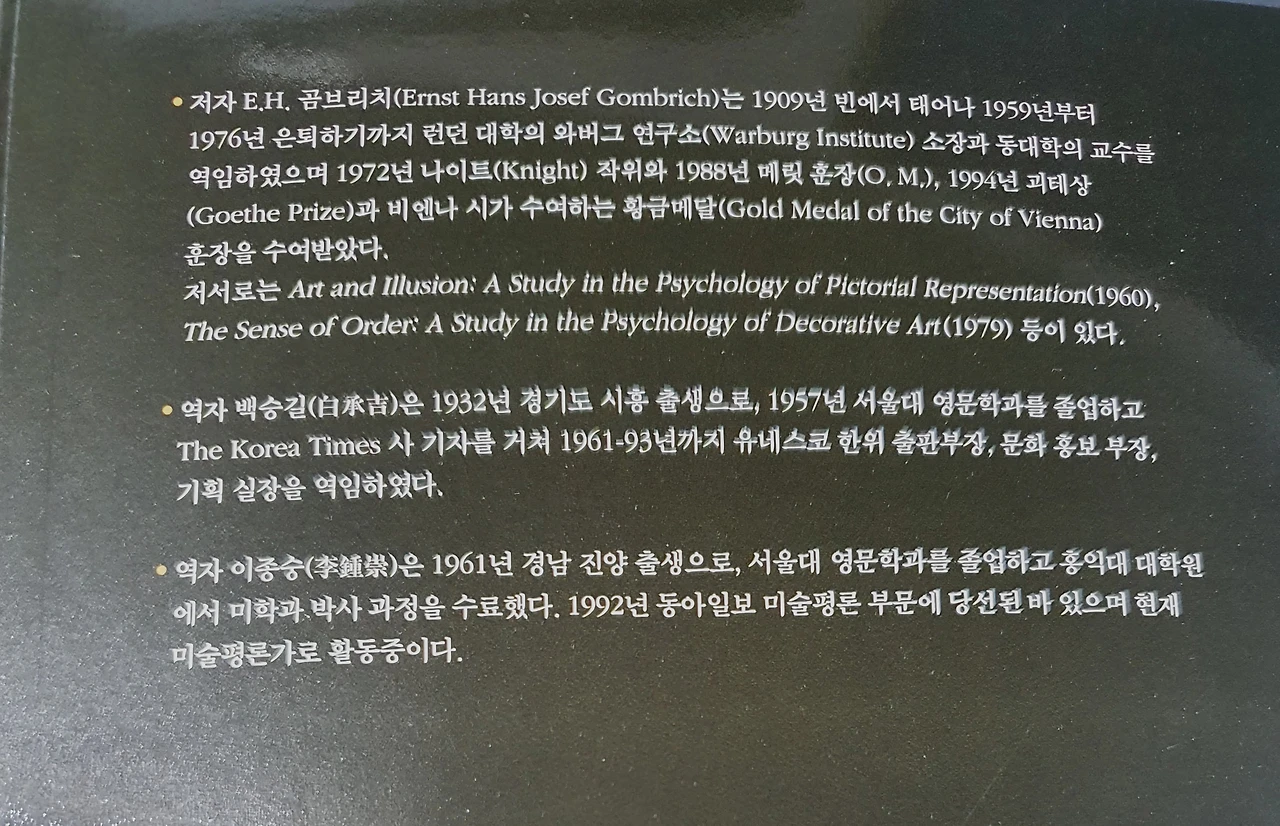 • 저자 E.H. 곰브리치(Ernst Hans Josef Gombrich)는 1909년 빈에서 태어나 1959년부터
1976년 은퇴하기까지 런던 대학의 와버그 연구소(Warburg Institute) 소장과 동대학의 교수를
역임하였으며 1972년 나이트(Knight) 작위와 1988년 메릿 훈장(O. M.), 1994년 괴테상
(Goethe Prize)과 비엔나 시가 수여하는 황금메달(Gold Medal of the City of Vienna)
훈장을 수여받았다.
저서로는 Art and Illusion: A Study in the Psychology of Pictorial Representation(1960),
The Sense of Order: A Study in the Psychology of Decorative Art(1979) 등이 있다.
• 역자 백승길(白承吉)은 1932년 경기도 시흥 출생으로, 1957년 서울대 영문학과를 졸업하고
The Korea Times 사 기자를 거쳐 1961-93년까지 유네스코 한위 출판부장, 문화 홍보 부장,
기획 실장을 역임하였다.
• 역자 이종숭(李鍾崇)은 1961년 경남 진양 출생으로, 서울대 영문학과를 졸업하고 홍익대 대학원
에서 미학과 박사 과정을 수료했다. 1992년 동아일보 미술평론 부문에 당선된 바 있으며 현재
미술평론가로 활동중이다.